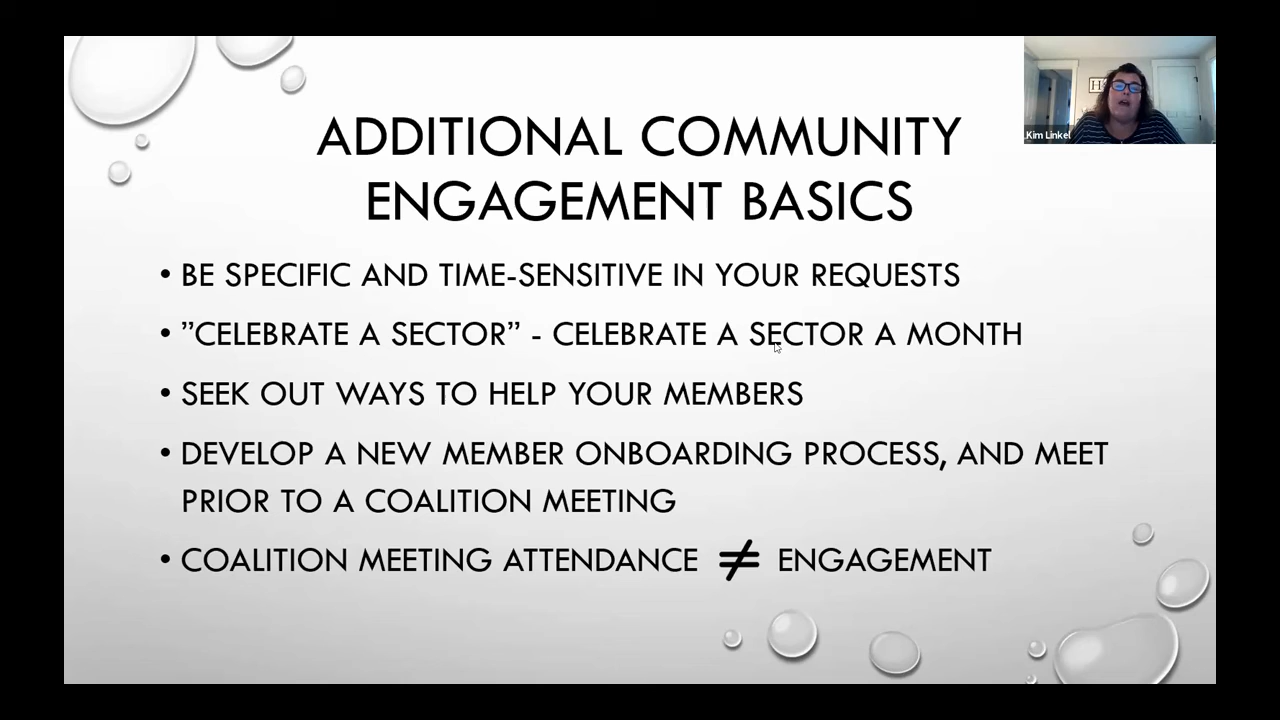 ADDITIONAL COMMUNITY
ENGAGEMENT BASICS
• BE SPECIFIC AND TIME-SENSITIVE IN YOUR REQUESTS
• ”CELEBRATE A SECTOR” - CELEBRATE A SECTOR A MONTH
• SEEK OUT WAYS TO HELP YOUR MEMBERS
• DEVELOP A NEW MEMBER ONBOARDING PROCESS, AND MEET
PRIOR TO A COALITION MEETING
• COALITION MEETING ATTENDANCE ≠ ENGAGEMENT
Kim Linkel